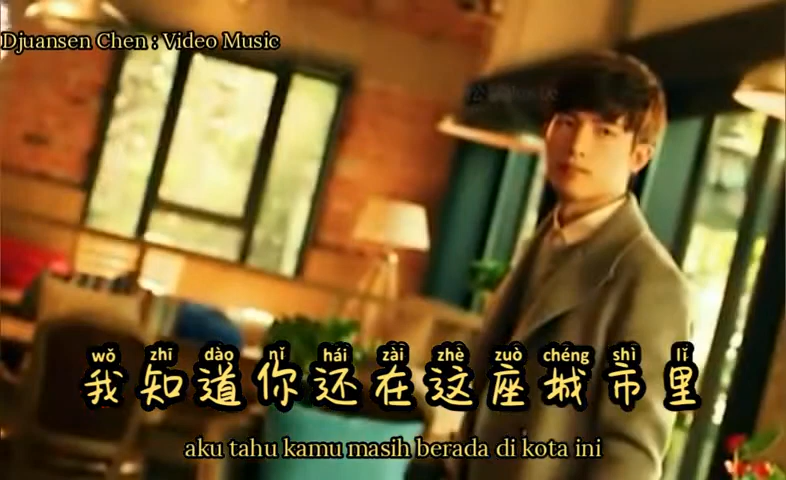 Djuansen Chen : Video Music
wǒ zhī dào nǐ hái zài zhè zuò chéng shì lǐ
我知道你还在这座城市里
aku tahu kamu masih berada di kota ini